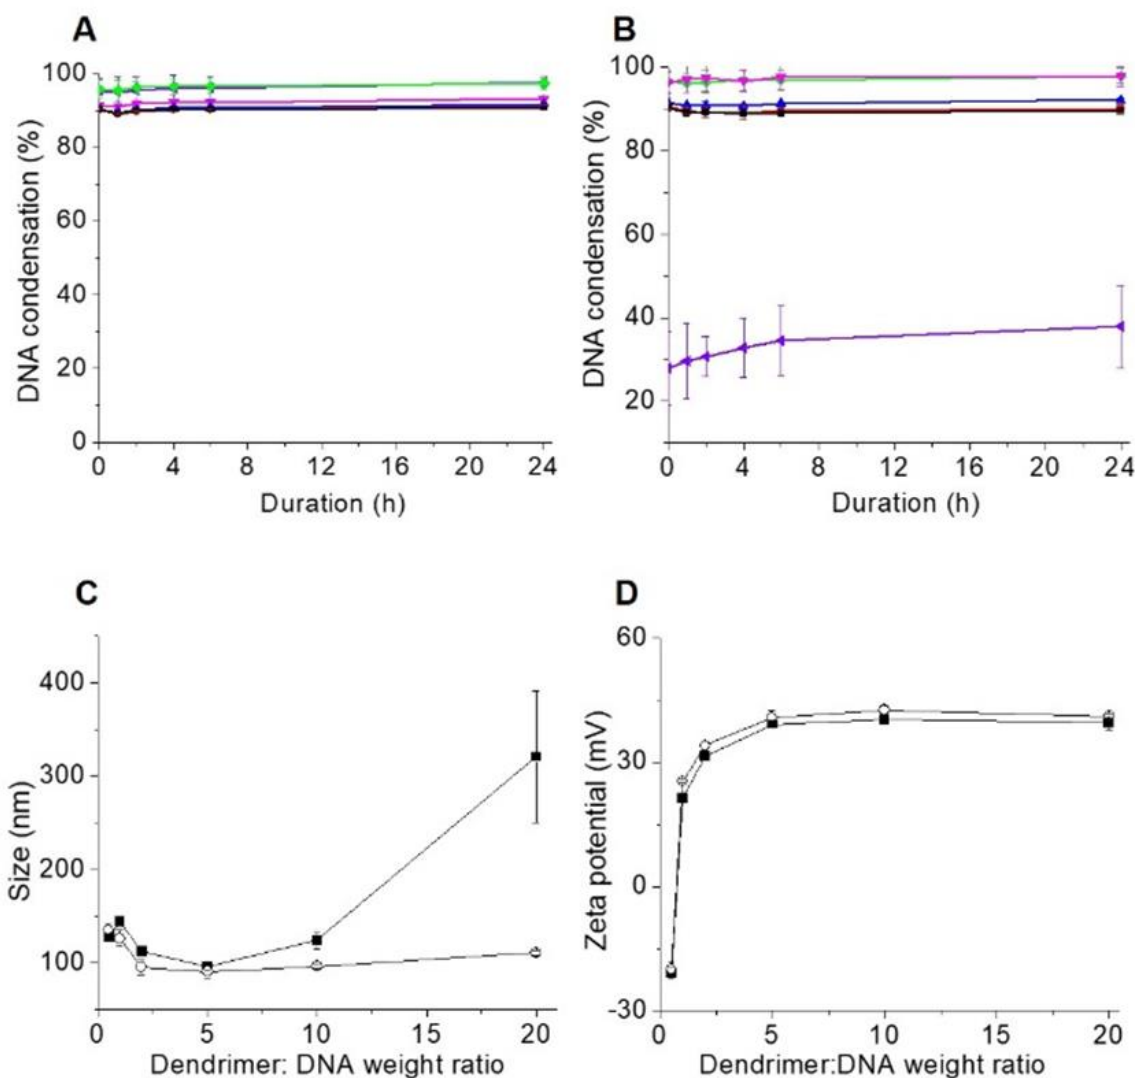 A
DNA condensation (%)
100
80
60
40
20
0
0 4 8 12 16 20 24
Duration (h)
B
DNA condensation (%)
100
80
60
40
20
0 4 8 12 16 20 24
Duration (h)
C
Size (nm)
400
300
200
100
0 5 10 15 20
Dendrimer: DNA weight ratio
D
Zeta potential (mV)
60
30
0
-30
0 5 10 15 20
Dendrimer:DNA weight ratio